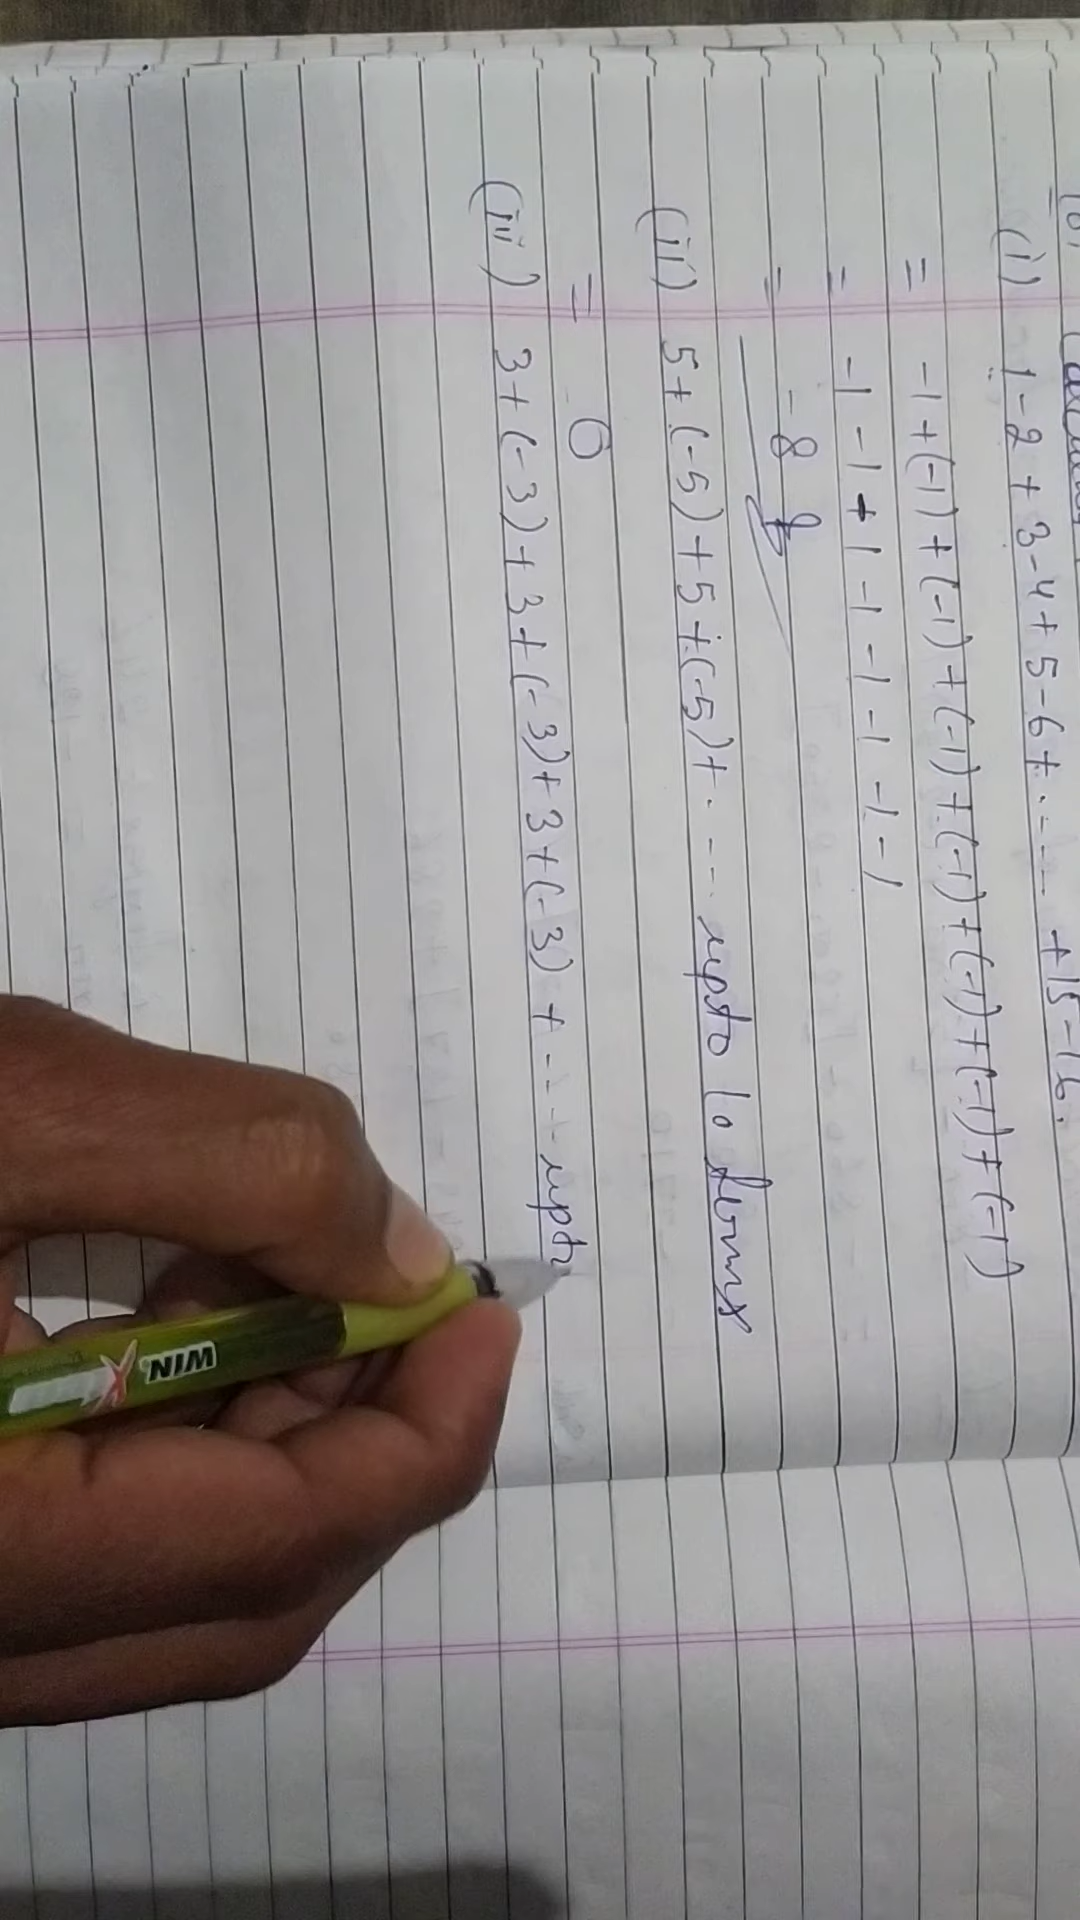 (i) 1-2+3-4+5-6+..... +15-16.
= -1+(-1)+(-1)+(-1)+(-1)+(-1)+(-1)+(-1)
= -1-1+1-1-1-1-1-1
= -8
(ii) 5+(-5)+5+(-5)+.... upto 10 terms
= 0
(iii) 3+(-3)+3+(-3)+3+(-3)+.... upto
WIN